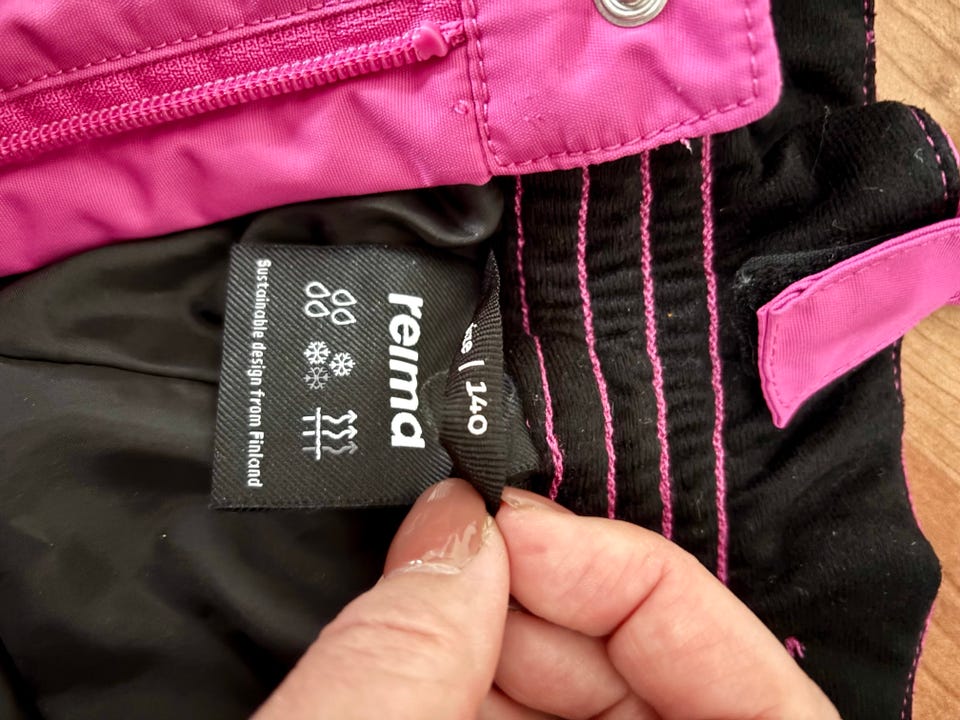 | 140
reima
Sustainable design from Finland